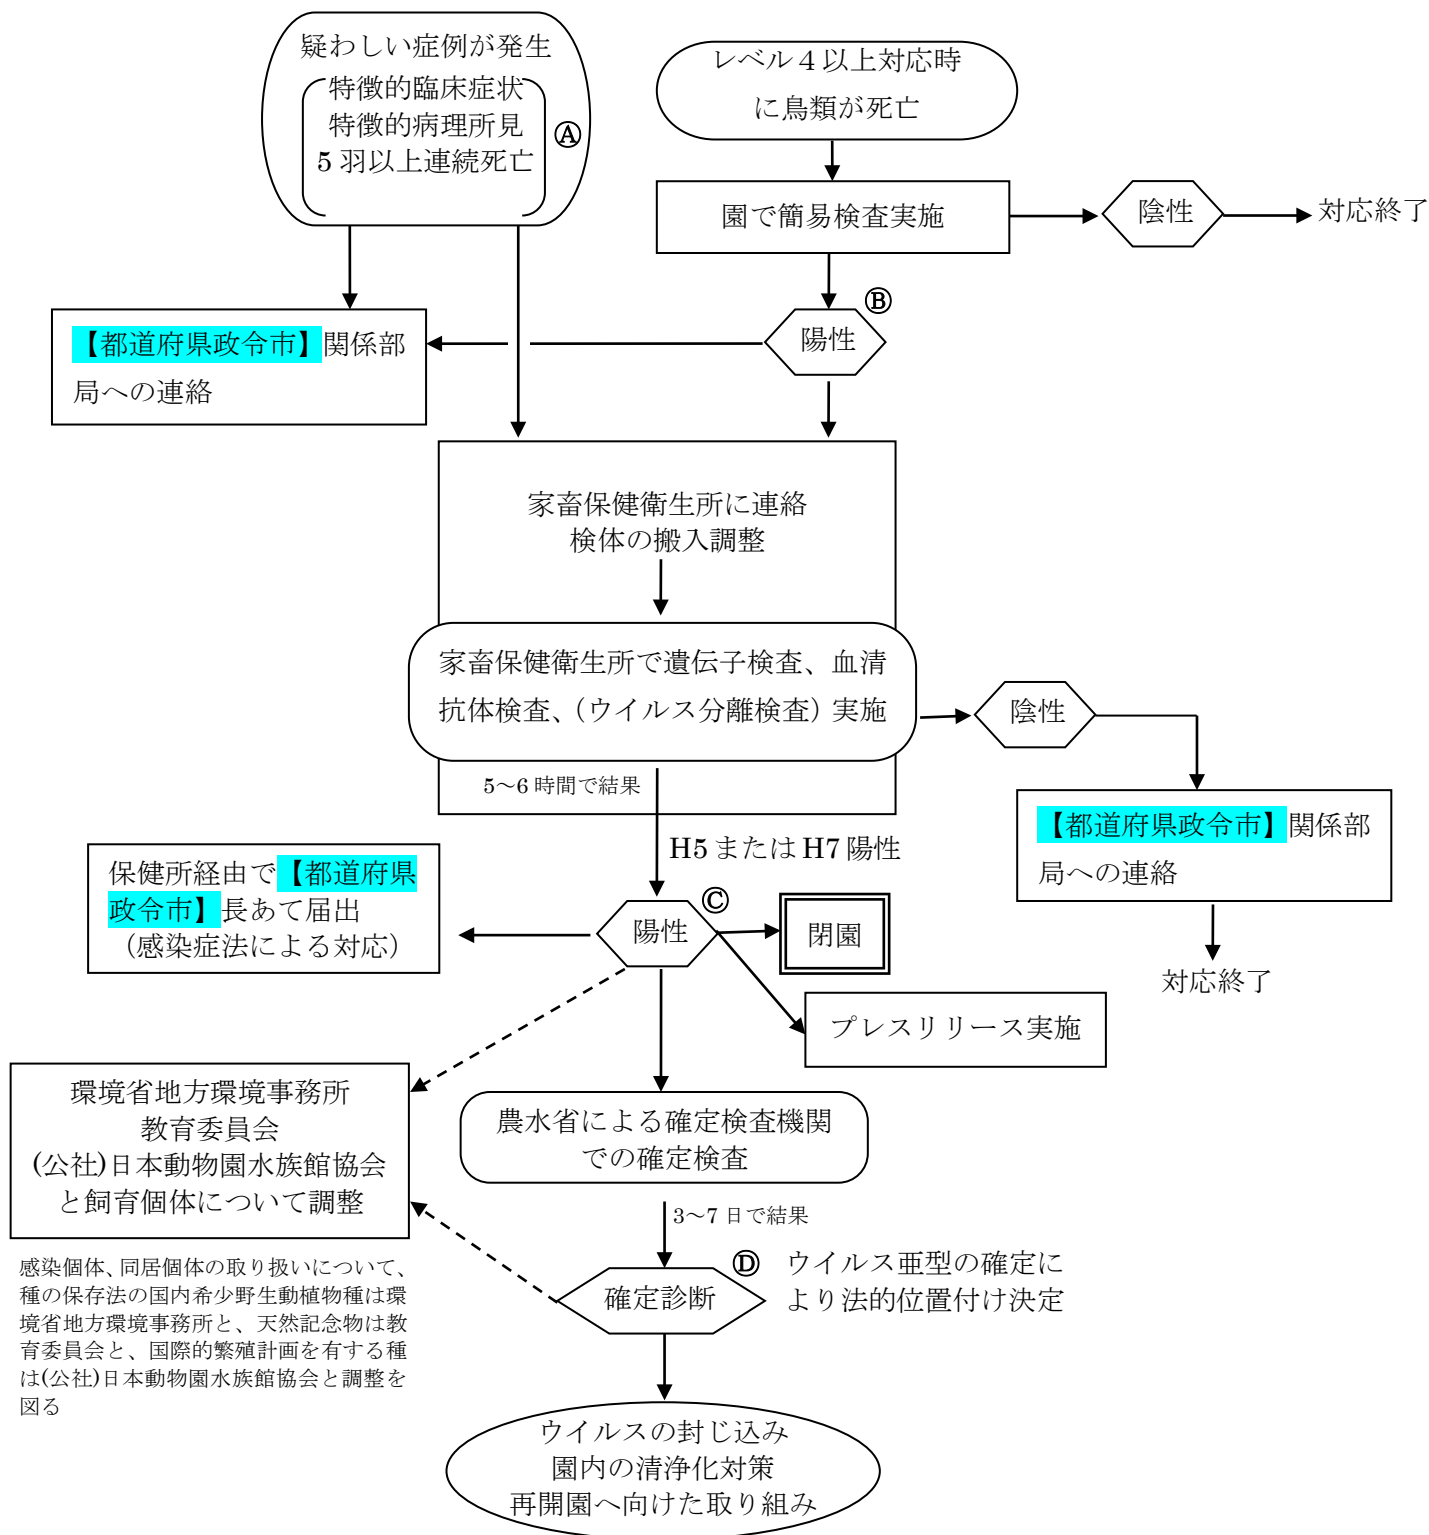 疑わしい症例が発生
特徴的臨床症状
特徴的病理所見
5 羽以上連続死亡
Ⓐ
レベル４以上対応時
に鳥類が死亡
園で簡易検査実施
陰性
対応終了
Ⓑ
陽性
【都道府県政令市】関係部
局への連絡
家畜保健衛生所に連絡
検体の搬入調整
家畜保健衛生所で遺伝子検査、血清
抗体検査、（ウイルス分離検査）実施
陰性
5～6 時間で結果
【都道府県政令市】関係部
局への連絡
対応終了
H5 または H7 陽性
保健所経由で【都道府県
政令市】長あて届出
（感染症法による対応）
Ⓒ
陽性
閉園
プレスリリース実施
環境省地方環境事務所
教育委員会
(公社)日本動物園水族館協会
と飼育個体について調整
農水省による確定検査機関
での確定検査
3～7 日で結果
感染個体、同居個体の取り扱いについて、
種の保存法の国内希少野生動植物種は環
境省地方環境事務所と、天然記念物は教
育委員会と、国際的繁殖計画を有する種
は(公社)日本動物園水族館協会と調整を
図る
Ⓓ
確定診断
ウイルス亜型の確定に
より法的位置付け決定
ウイルスの封じ込み
園内の清浄化対策
再開園へ向けた取り組み